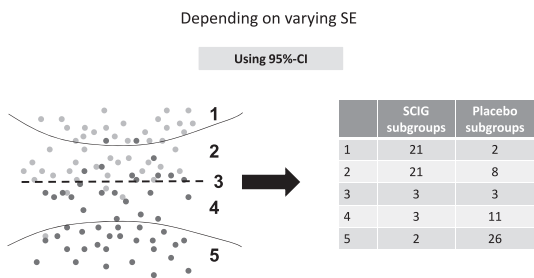 Depending on varying SE
Using 95%-CI
1
2
3
4
5
SCIG subgroups Placebo subgroups
1 21 2
2 21 8
3 3 3
4 3 11
5 2 26